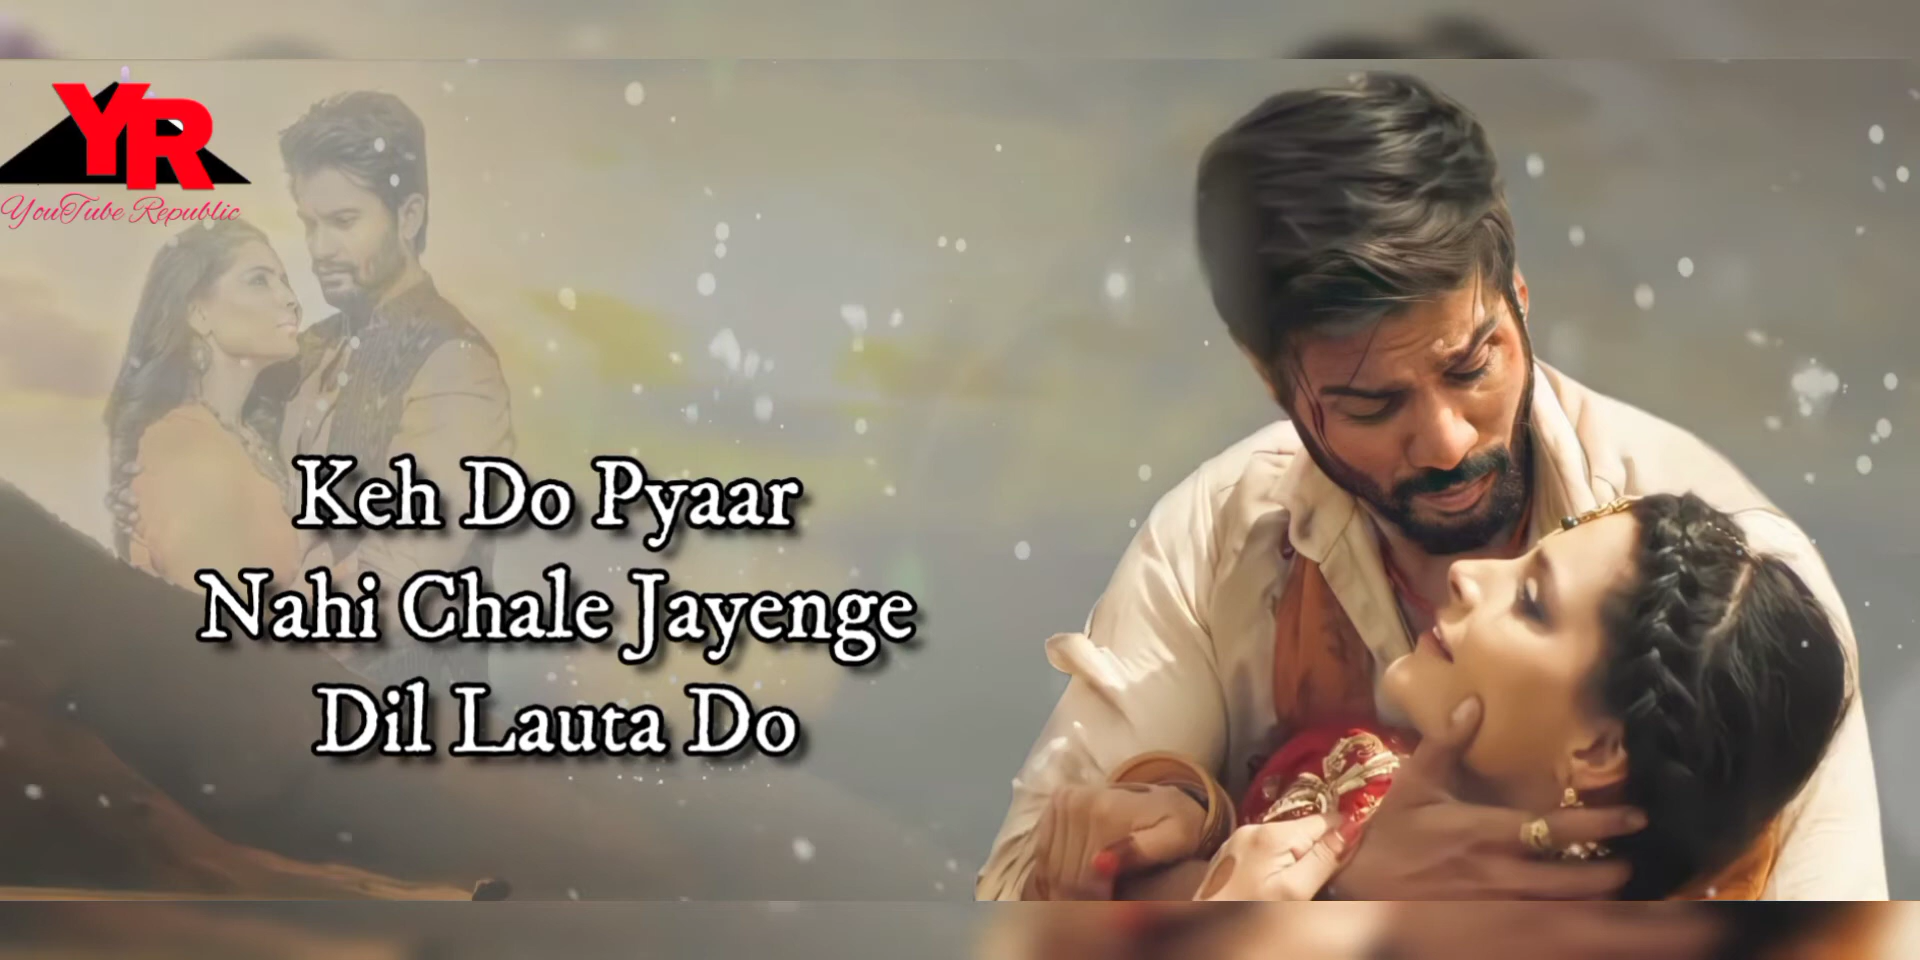 YR
YouTube Republic
Keh Do Pyaar
Nahi Chale Jayenge
Dil Lauta Do